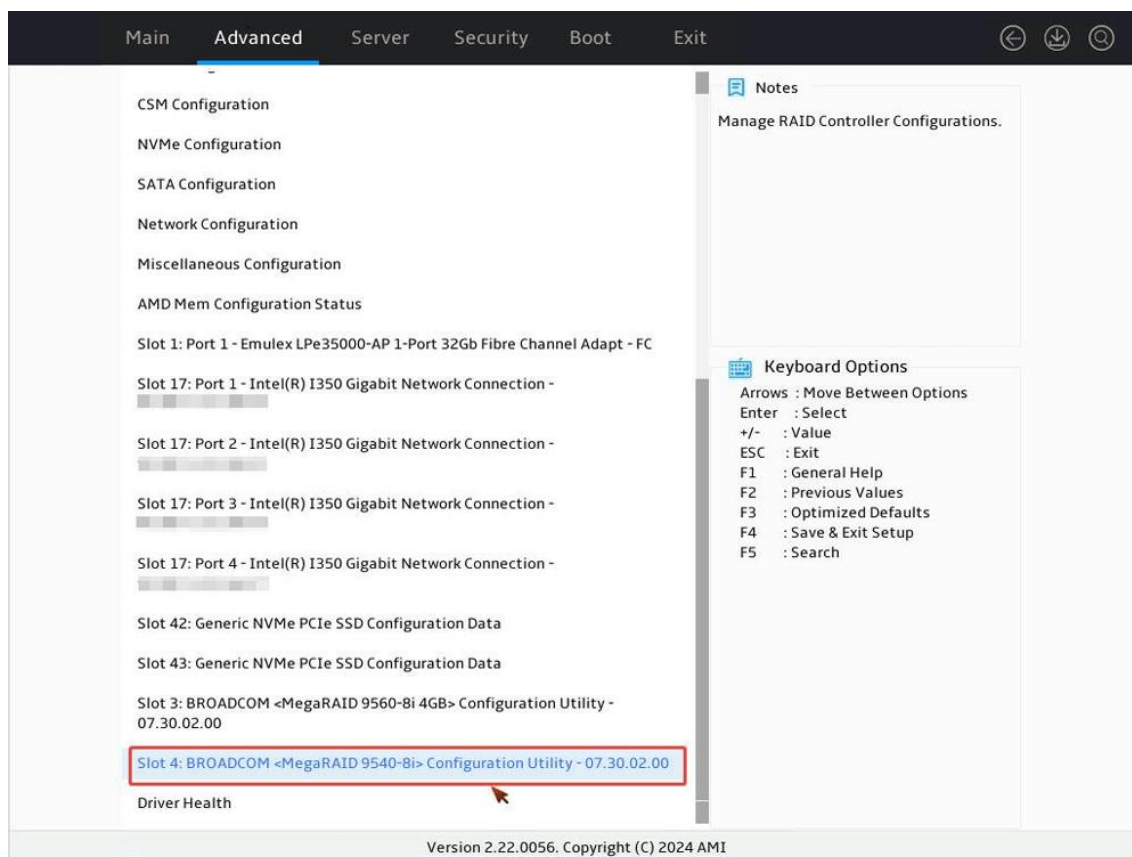 Main Advanced Server Security Boot Exit
CSM Configuration
NVMe Configuration
SATA Configuration
Network Configuration
Miscellaneous Configuration
AMD Mem Configuration Status
Slot 1: Port 1 - Emulex LPe35000-AP 1-Port 32Gb Fibre Channel Adapt - FC
Slot 17: Port 1 - Intel(R) I350 Gigabit Network Connection -
Slot 17: Port 2 - Intel(R) I350 Gigabit Network Connection -
Slot 17: Port 3 - Intel(R) I350 Gigabit Network Connection -
Slot 17: Port 4 - Intel(R) I350 Gigabit Network Connection -
Slot 42: Generic NVMe PCIe SSD Configuration Data
Slot 43: Generic NVMe PCIe SSD Configuration Data
Slot 3: BROADCOM <MegaRAID 9560-8i 4GB> Configuration Utility -
07.30.02.00
Slot 4: BROADCOM <MegaRAID 9540-8i> Configuration Utility - 07.30.02.00
Driver Health
Notes
Manage RAID Controller Configurations.
Keyboard Options
Arrows : Move Between Options
Enter : Select
+/- : Value
ESC : Exit
F1 : General Help
F2 : Previous Values
F3 : Optimized Defaults
F4 : Save & Exit Setup
F5 : Search
Version 2.22.0056. Copyright (C) 2024 AMI